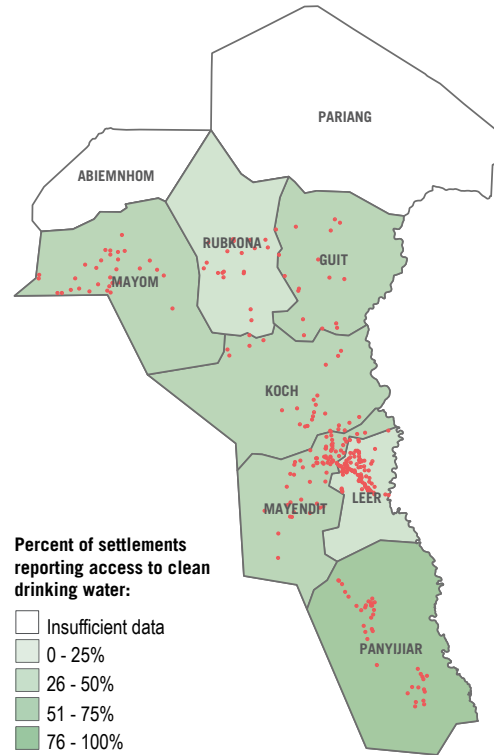 PARIANG
ABIEMNHOM
RUBKONA
GUIT
MAYOM
KOCH
MAYENDIT
LEER
PANYIJIAR
Percent of settlements
reporting access to clean
drinking water:
Insufficient data
0 - 25%
26 - 50%
51 - 75%
76 - 100%